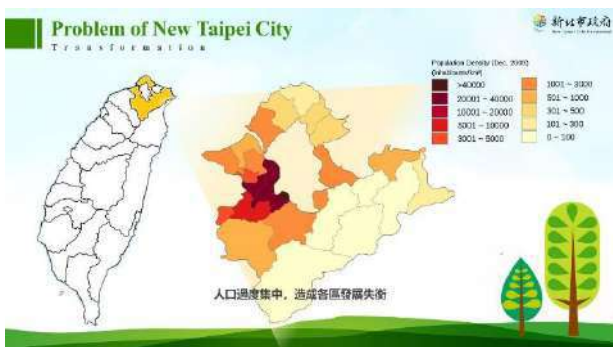 Problem of New Taipei City
Transformation
新北市政府
Population Density (Dec. 2009)
(inhabitants/km²)
>40000
20001 ~ 40000
10001 ~ 20000
5001 ~ 10000
3001 ~ 5000
1001 ~ 3000
501 ~ 1000
301 ~ 500
101 ~ 300
0 ~ 100
人口過度集中，造成各區發展失衡